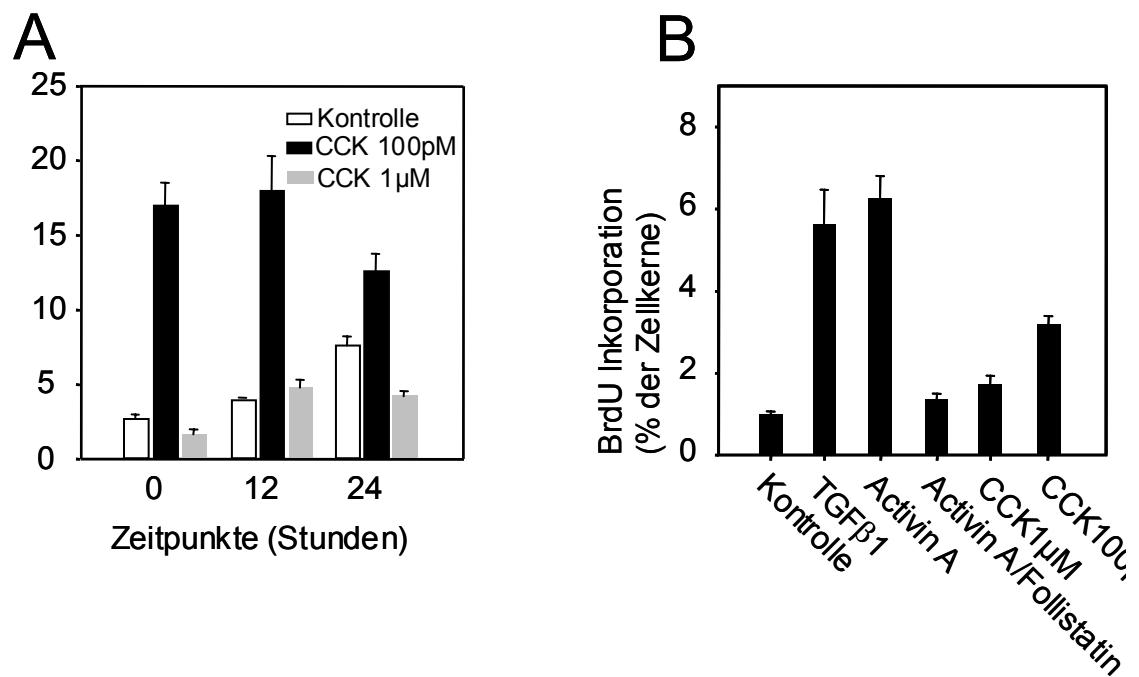 A
25
20
15
10
5
0
Kontrolle
CCK 100pM
CCK 1µM
0 12 24
Zeitpunkte (Stunden)
B
BrdU Inkorporation
(% der Zellkerne)
8
6
4
2
0
Kontrolle
TGFβ1
Activin A
Activin A/Follistatin
CCK1µM